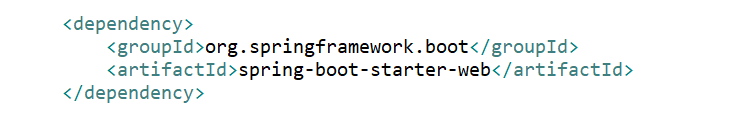 <dependency>
    <groupId>org.springframework.boot</groupId>
    <artifactId>spring-boot-starter-web</artifactId>
</dependency>